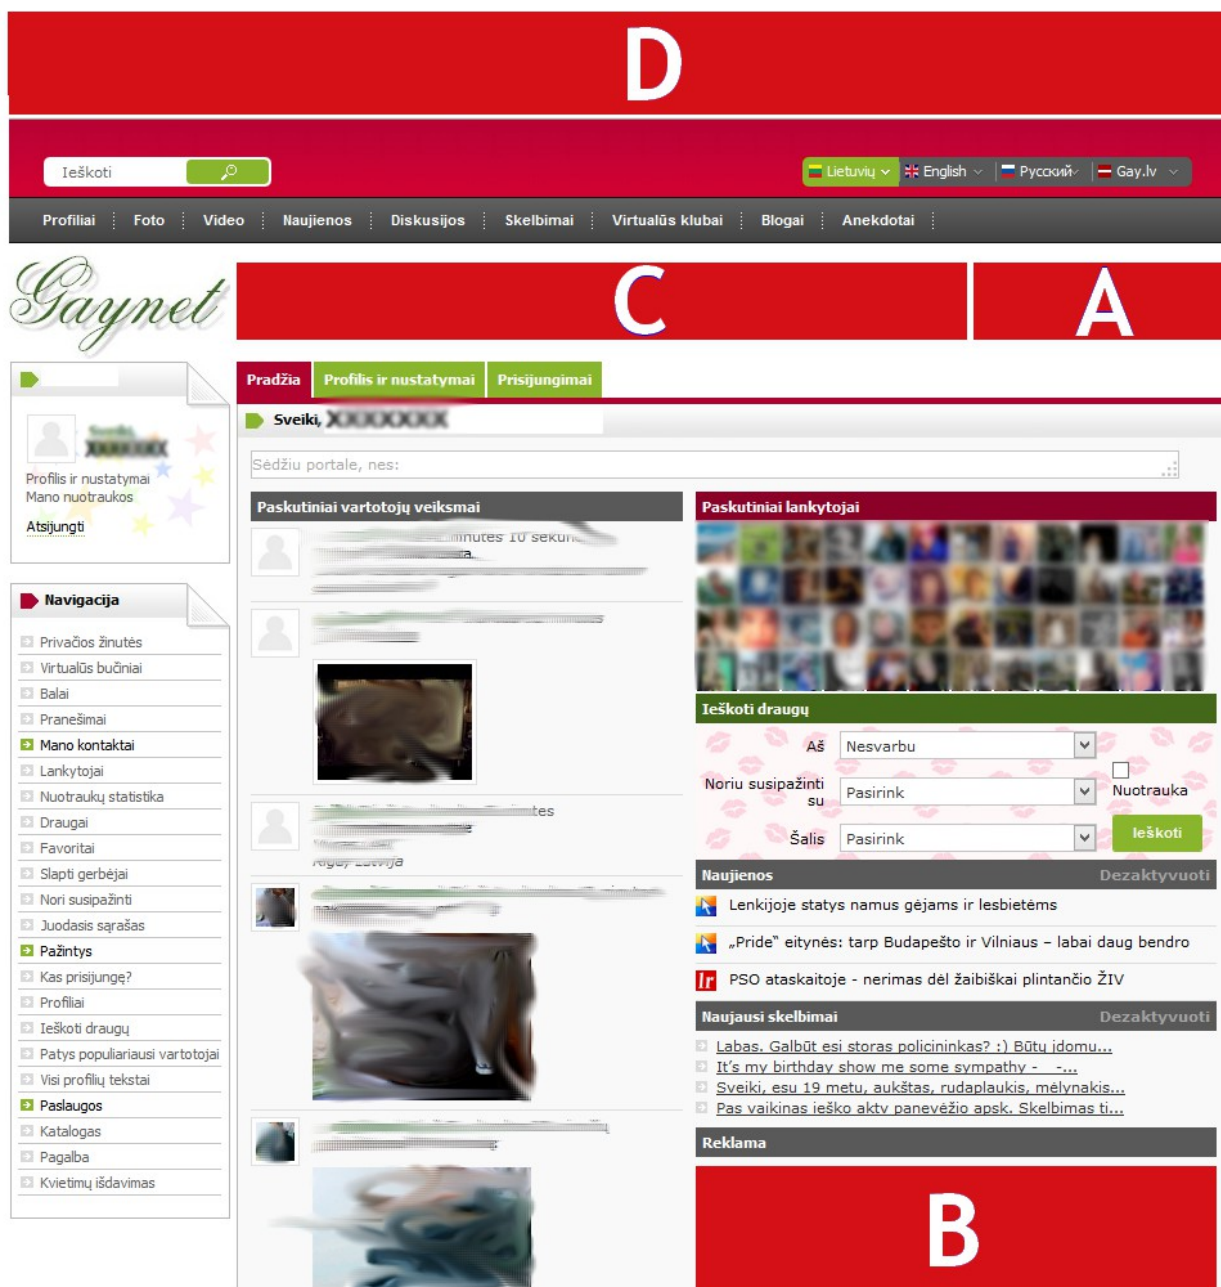 D
Ieškoti
Lietuvių English Русский Gay.lv
Profiliai Foto Video Naujienos Diskusijos Skelbimai Virtualūs klubai Blogai Anekdotai
Gaynet
C
A
Pradžia Profilis ir nustatymai Prisijungimai
Sveiki, XXXXXXX
Profilis ir nustatymai
Mano nuotraukos
Atsijungti
Navigacija
Privačios žinutės
Virtualūs bučiniai
Balai
Pranešimai
Mano kontaktai
Lankytojai
Nuotraukų statistika
Draugai
Favoritai
Slapti gerbėjai
Nori susipažinti
Juodasis sąrašas
Pažintys
Kas prisijungę?
Profiliai
Ieškoti draugų
Patys populiariausi vartotojai
Visi profilių tekstai
Paslaugos
Katalogas
Pagalba
Kvietimų išdavimas
Sėdžiu portale, nes:
Paskutiniai vartotojų veiksmai
Paskutiniai lankytojai
Ieškoti draugų
Aš Nesvarbu
Noriu susipažinti su Pasirink
Nuotrauka
Šalis Pasirink
Ieškoti
Naujienos Dezaktyvuoti
Lenkijoje statys namus gėjams ir lesbietėms
„Pride“ eitynės: tarp Budapešto ir Vilniaus – labai daug bendro
lr PSO ataskaitoje - nerimas dėl žaibiškai plintančio ŽIV
Naujausi skelbimai Dezaktyvuoti
Labas. Galbūt esi storas policininkas? :) Būtų įdomu...
It's my birthday show me some sympathy - -...
Sveiki, esu 19 metu, aukštas, rudaplaukis, mėlynakis...
Pas vaikinas ieško aktv panevėžio apsk. Skelbimas ti...
Reklama
B